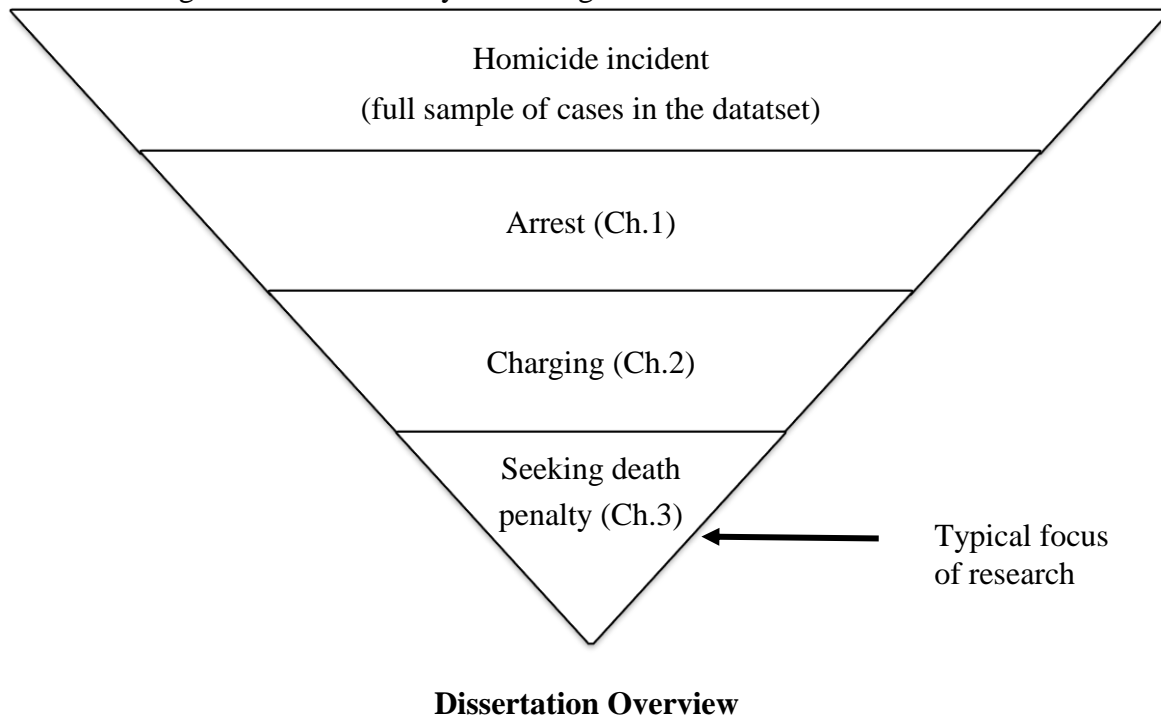 Homicide incident
(full sample of cases in the datatset)
Arrest (Ch.1)
Charging (Ch.2)
Seeking death
penalty (Ch.3)
Typical focus
of research
Dissertation Overview